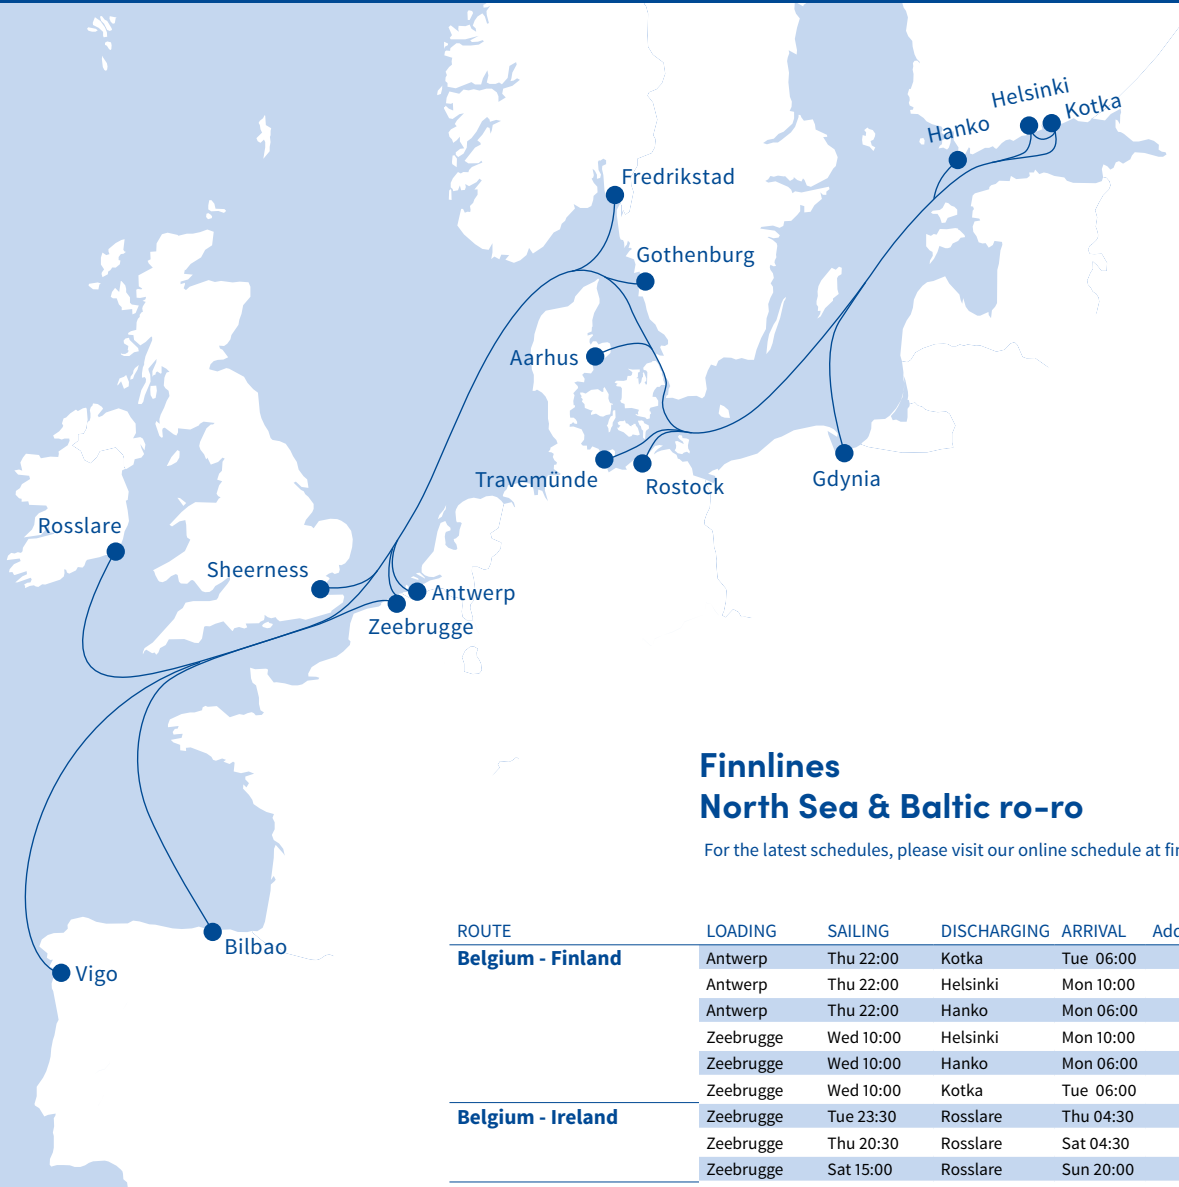 Helsinki
Kotka
Hanko
Fredrikstad
Gothenburg
Aarhus
Travemünde
Rostock
Gdynia
Rosslare
Sheerness
Antwerp
Zeebrugge
Bilbao
Vigo
Finnlines
North Sea & Baltic ro-ro
For the latest schedules, please visit our online schedule at
ROUTE LOADING SAILING DISCHARGING ARRIVAL
Belgium - Finland Antwerp Thu 22:00 Kotka Tue 06:00
Antwerp Thu 22:00 Helsinki Mon 10:00
Antwerp Thu 22:00 Hanko Mon 06:00
Zeebrugge Wed 10:00 Helsinki Mon 10:00
Zeebrugge Wed 10:00 Hanko Mon 06:00
Zeebrugge Wed 10:00 Kotka Tue 06:00
Belgium - Ireland Zeebrugge Tue 23:30 Rosslare Thu 04:30
Zeebrugge Thu 20:30 Rosslare Sat 04:30
Zeebrugge Sat 15:00 Rosslare Sun 20:00